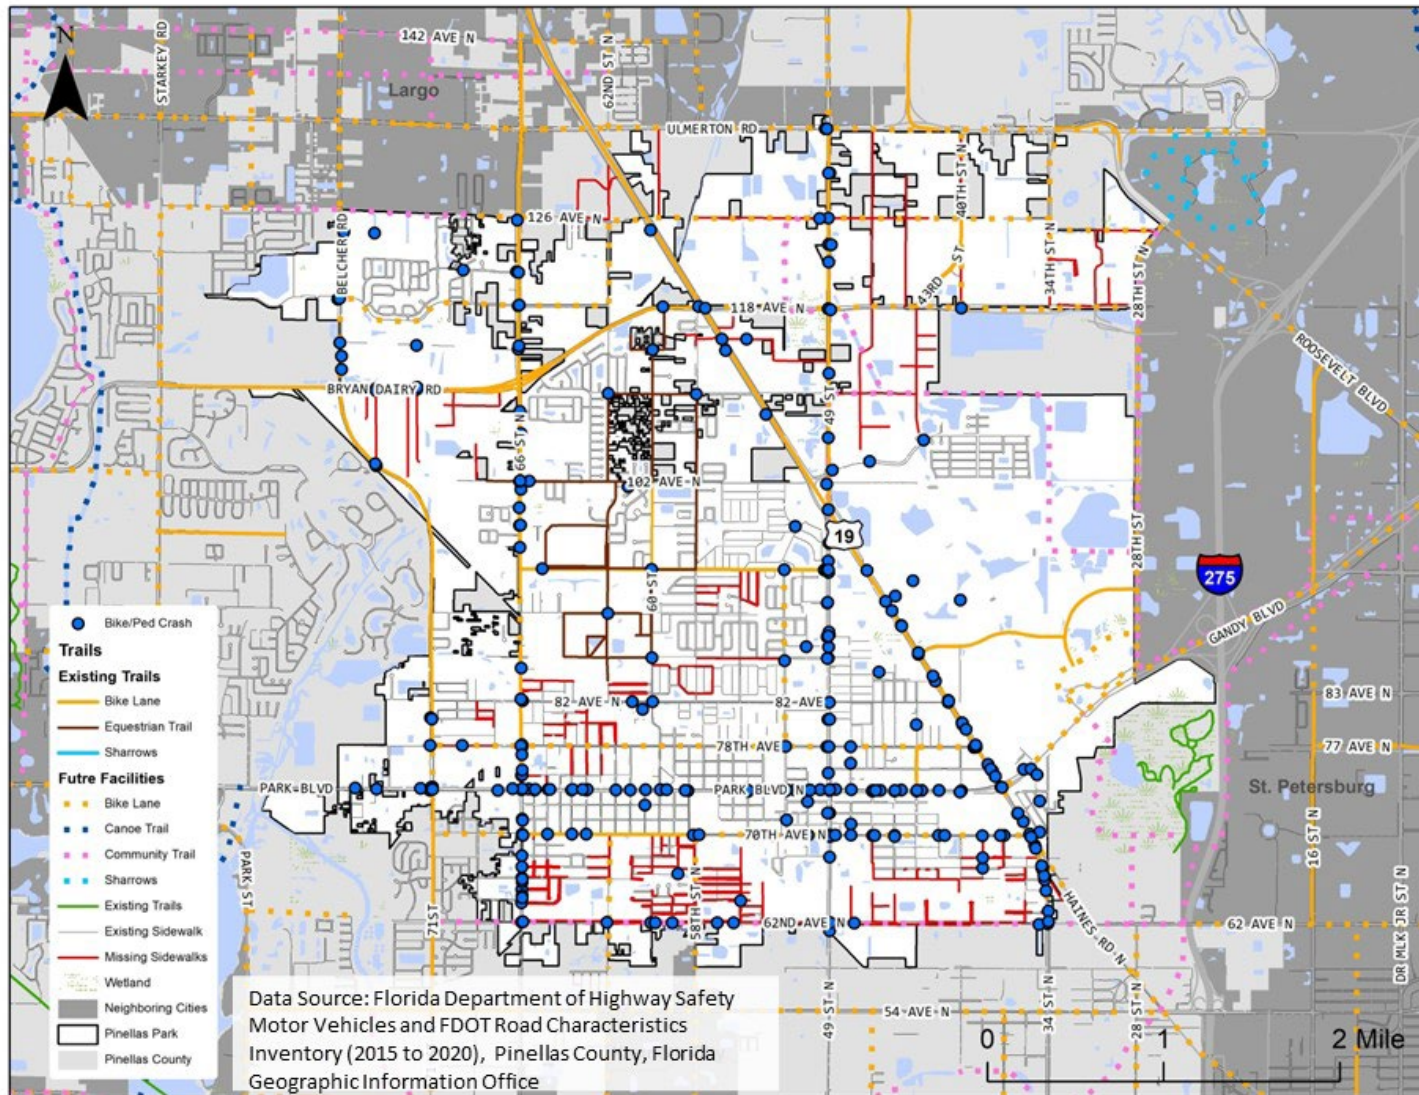 N
STARKEY RD
142 AVE N
62ND ST N
Largo
ULMERTON RD
40TH ST N
BELCHER RD
126 AVE N
34TH ST N
28TH ST N
43RD ST
118 AVE N
ROOSEVELT BLVD
BRYAN DAIRY RD
49 ST N
66 ST N
102 AVE N
19
28TH ST
275
60 ST
GANDY BLVD
82 AVE N
82 AVE
83 AVE N
78TH AVE
77 AVE N
PARK BLVD
PARK BLVD N
St. Petersburg
70TH AVE N
16 ST N
PARK ST
71ST
58TH ST N
62ND AVE N
HAINES RD N
62 AVE N
DR MLK JR ST N
49 ST N
34 ST N
28 ST N
54 AVE N
Bike/Ped Crash
Trails
Existing Trails
Bike Lane
Equestrian Trail
Sharrows
Futre Facilities
Bike Lane
Canoe Trail
Community Trail
Sharrows
Existing Trails
Existing Sidewalk
Missing Sidewalks
Wetland
Neighboring Cities
Pinellas Park
Pinellas County
Data Source: Florida Department of Highway Safety
Motor Vehicles and FDOT Road Characteristics
Inventory (2015 to 2020), Pinellas County, Florida
Geographic Information Office
0 1 2 Mile